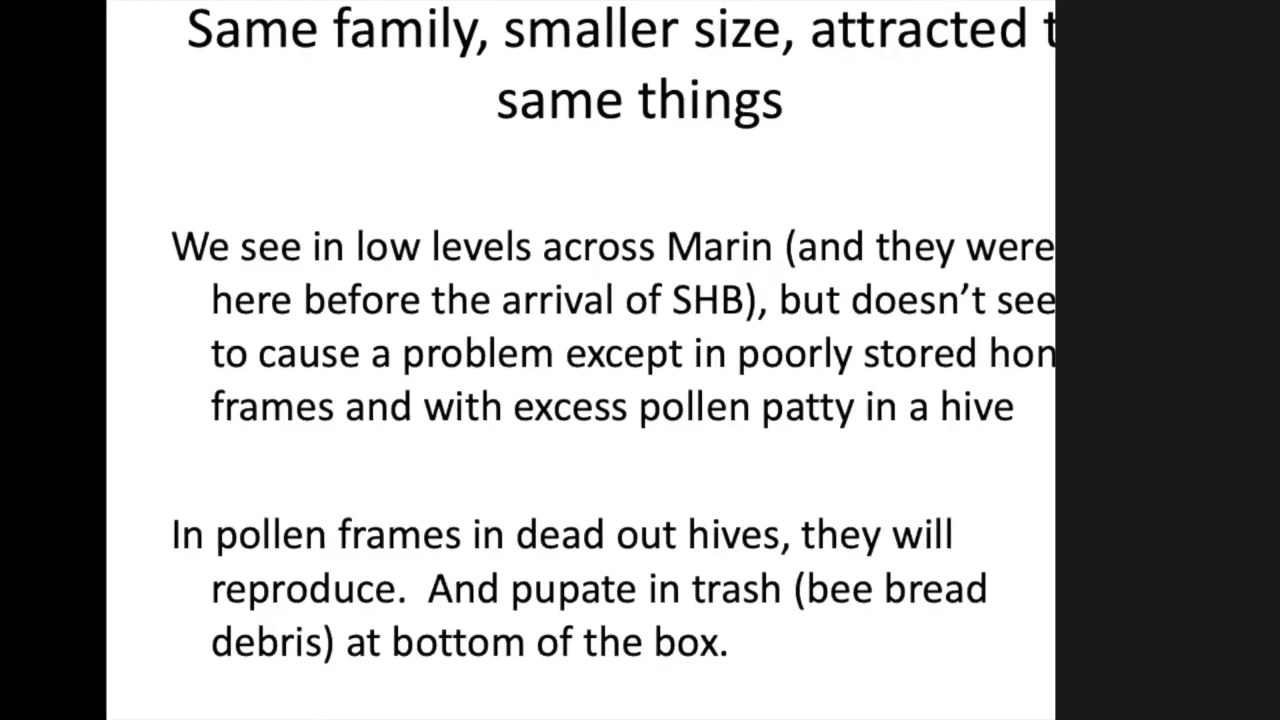 Same family, smaller size, attracted t
same things
We see in low levels across Marin (and they were
here before the arrival of SHB), but doesn't see
to cause a problem except in poorly stored hon
frames and with excess pollen patty in a hive
In pollen frames in dead out hives, they will
reproduce.  And pupate in trash (bee bread
debris) at bottom of the box.